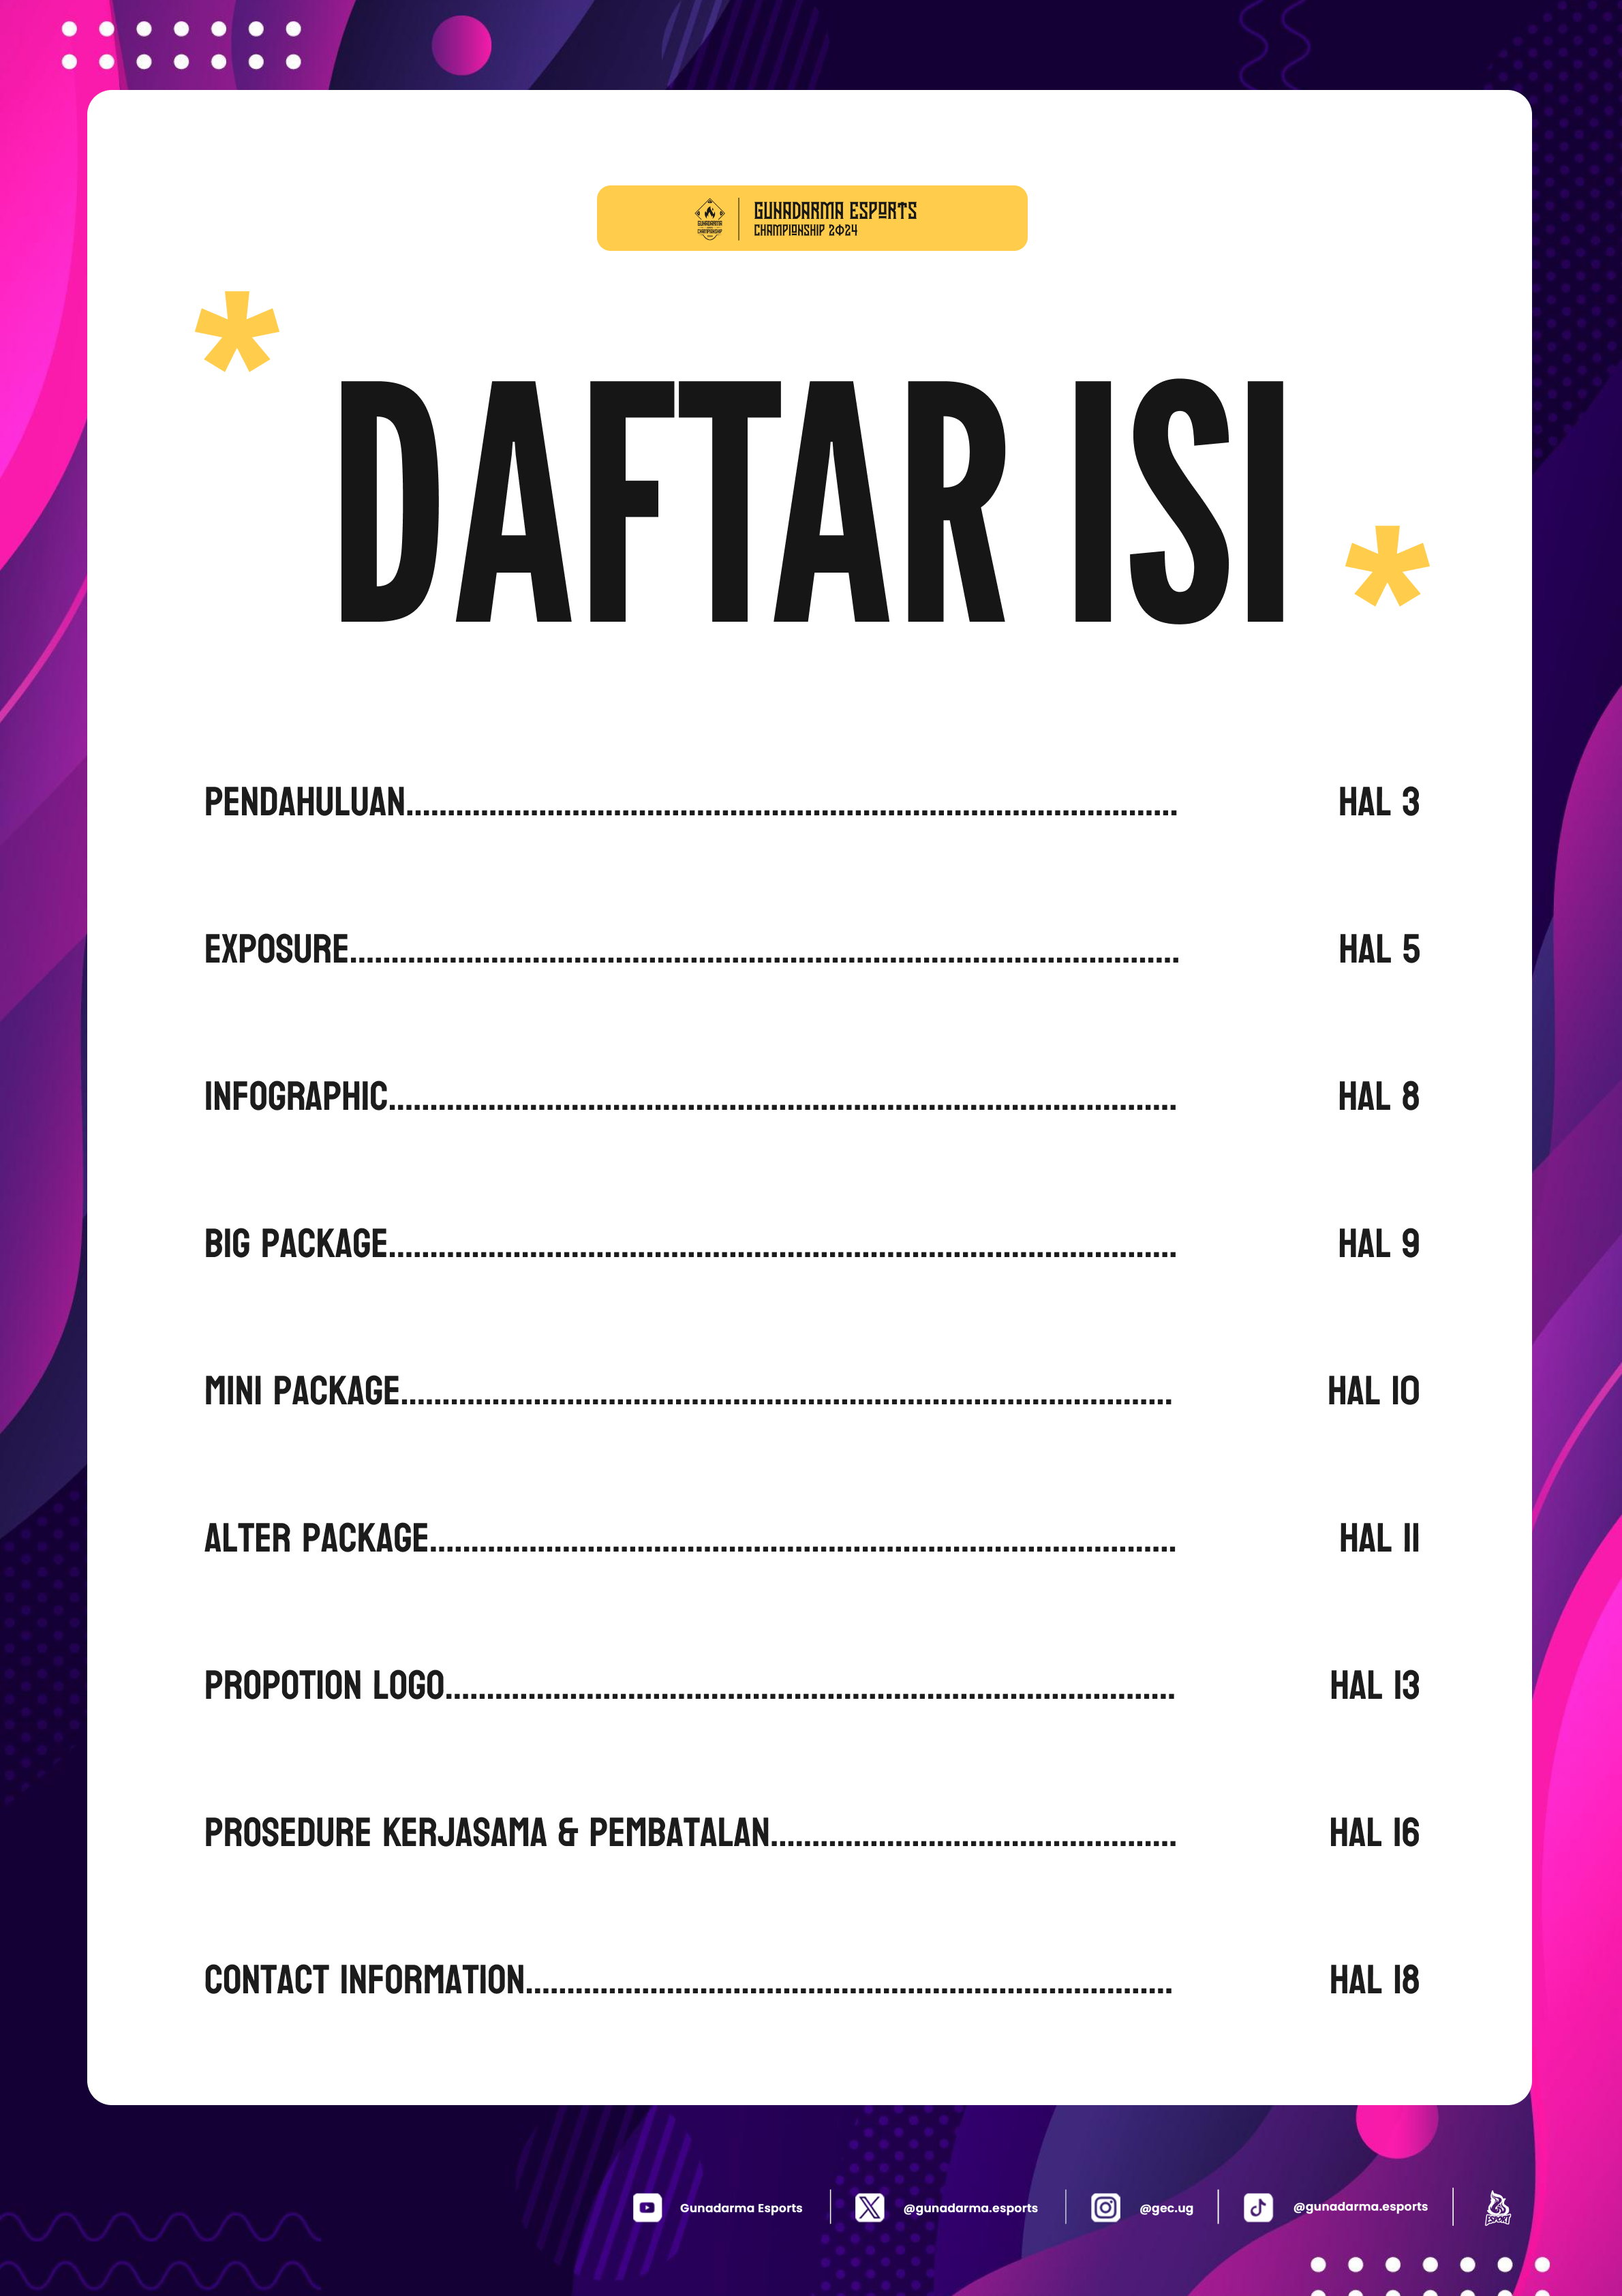 GUNADARMA ESPORTS
CHAMPIONSHIP 2024
DAFTAR ISI
PENDAHULUAN............................................................................................ HAL 3
EXPOSURE................................................................................................... HAL 5
INFOGRAPHIC.............................................................................................. HAL 8
BIG PACKAGE.............................................................................................. HAL 9
MINI PACKAGE............................................................................................ HAL 10
ALTER PACKAGE......................................................................................... HAL 11
PROPOTION LOGO....................................................................................... HAL 13
PROSEDURE KERJASAMA & PEMBATALAN................................................ HAL 16
CONTACT INFORMATION............................................................................. HAL 18
Gunadarma Esports @gunadarma.esports @gec.ug @gunadarma.esports
ESPORT